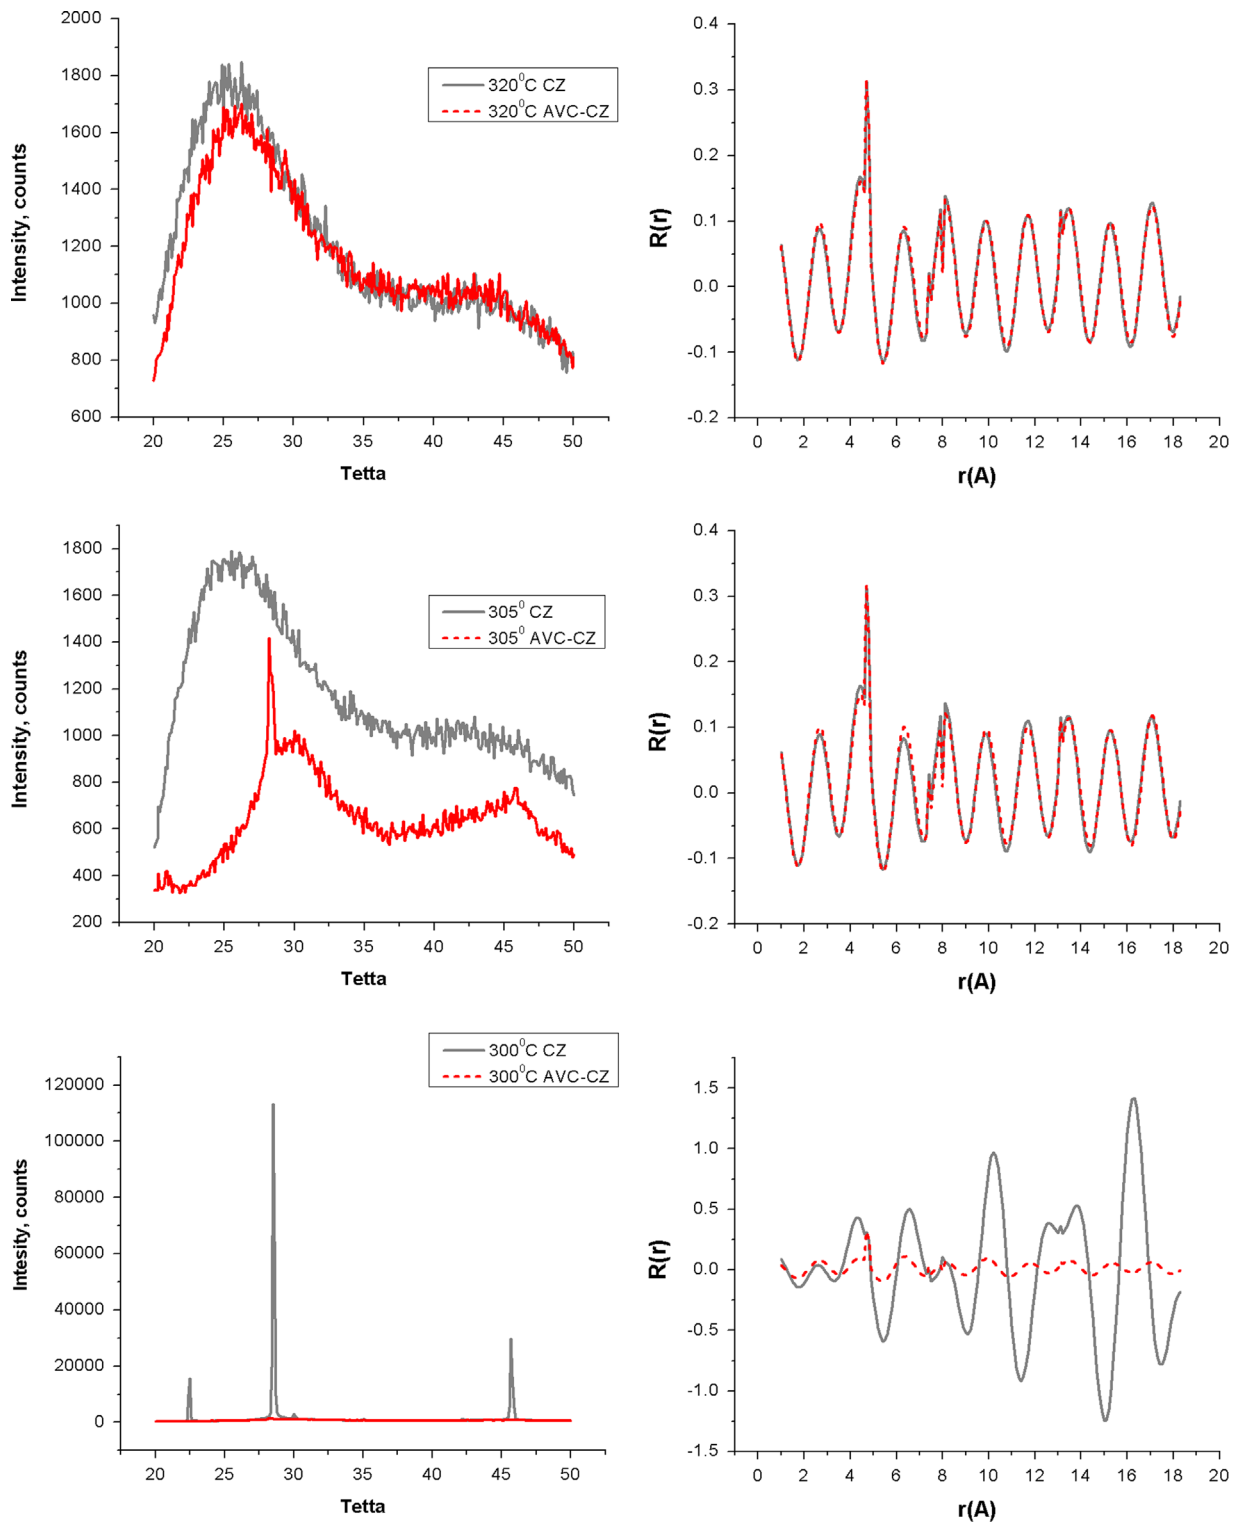 2000
1800
1600
1400
1200
1000
800
600
Intensity, counts
20 25 30 35 40 45 50
Tetta
320⁰C CZ
320⁰C AVC-CZ
0.4
0.3
0.2
0.1
0.0
-0.1
-0.2
R(r)
0 2 4 6 8 10 12 14 16 18 20
r(A)
1800
1600
1400
1200
1000
800
600
400
200
Intensity, counts
20 25 30 35 40 45 50
Tetta
305⁰ CZ
305⁰ AVC-CZ
0.4
0.3
0.2
0.1
0.0
-0.1
-0.2
R(r)
0 2 4 6 8 10 12 14 16 18 20
r(A)
300⁰C CZ
300⁰C AVC-CZ
120000
100000
80000
60000
40000
20000
0
Intesity, counts
20 25 30 35 40 45 50
Tetta
1.5
1.0
0.5
0.0
-0.5
-1.0
-1.5
R(r)
0 2 4 6 8 10 12 14 16 18 20
r(A)